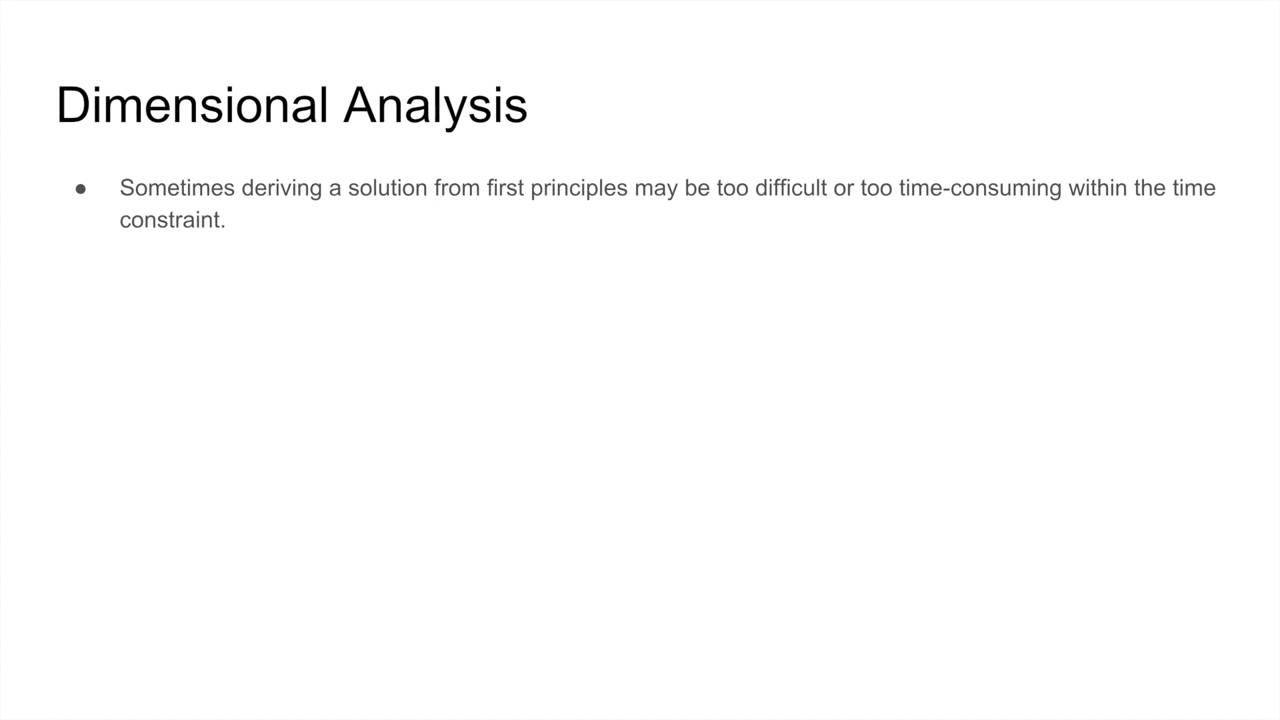 Dimensional Analysis
● Sometimes deriving a solution from first principles may be too difficult or too time-consuming within the time
constraint.